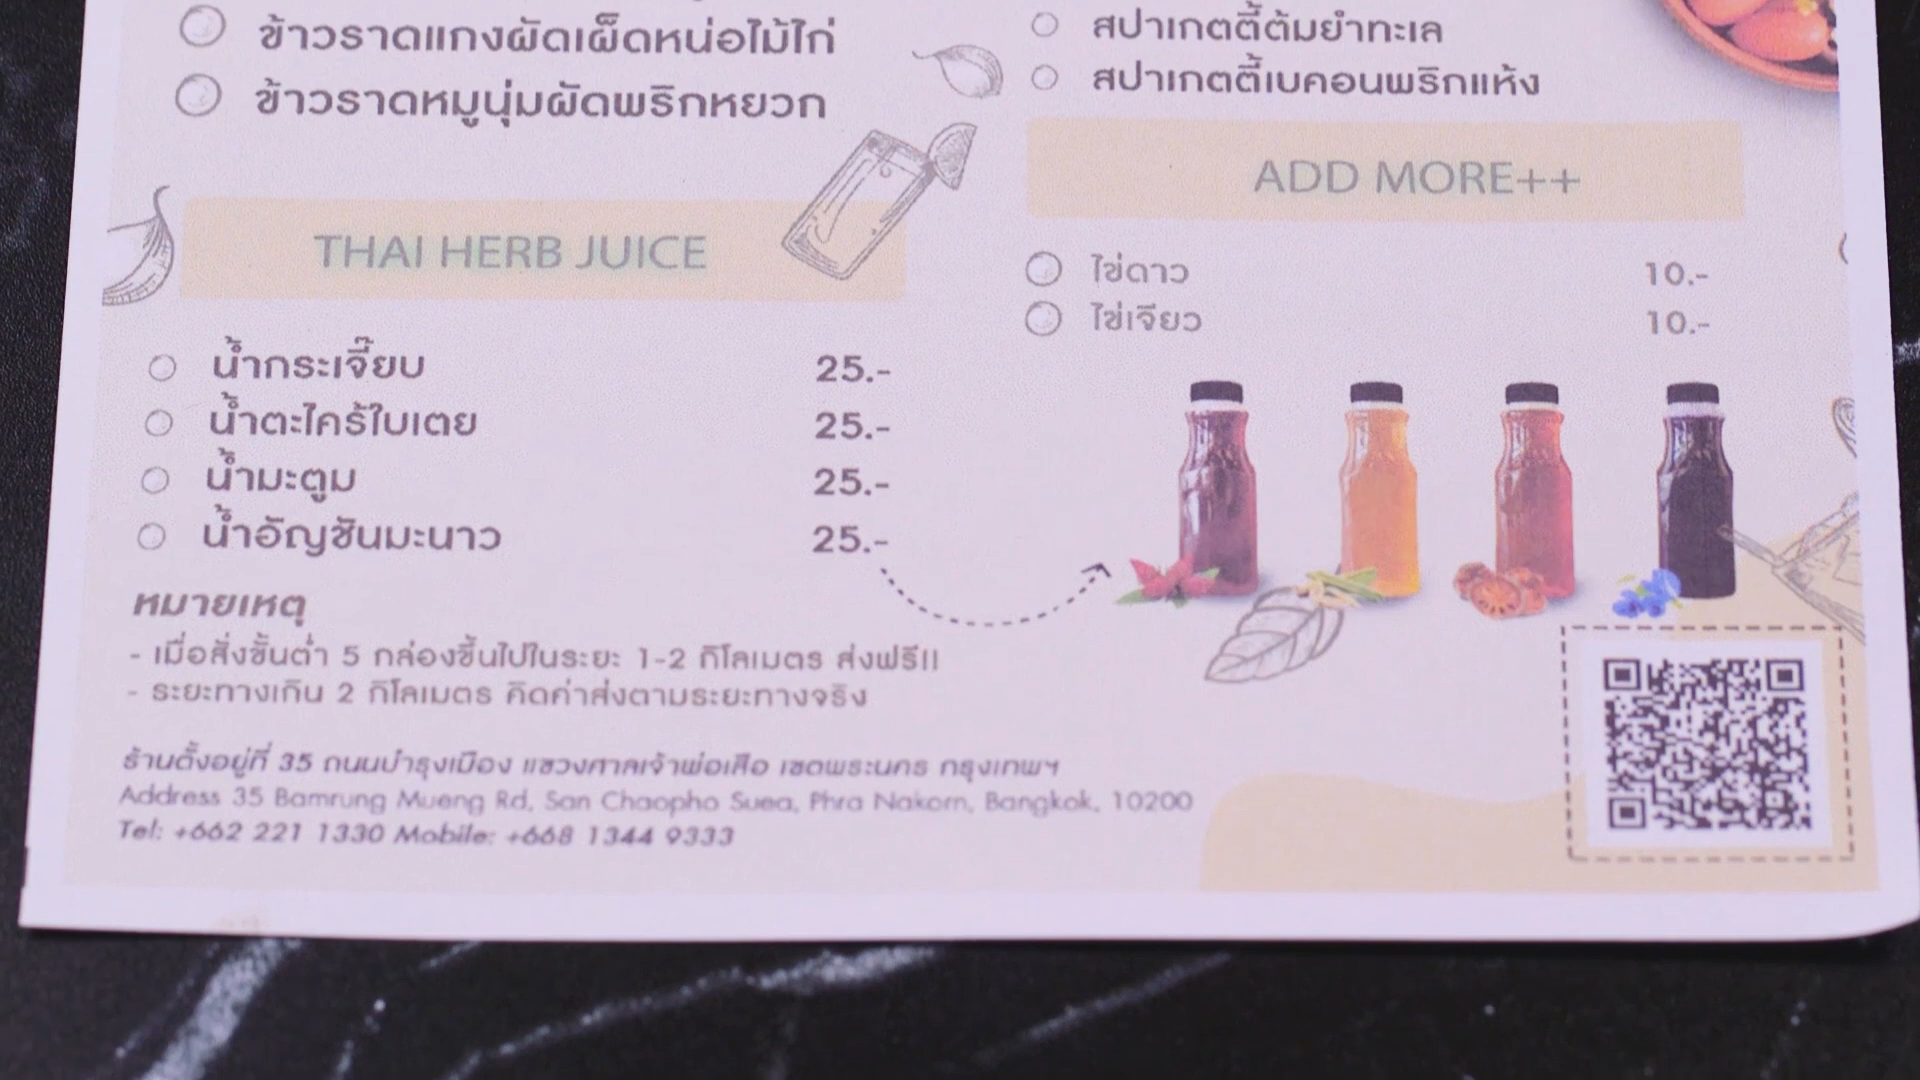 ข้าวราดแกงผัดเผ็ดหน่อไม้ไก่
ข้าวราดหมูนุ่มผัดพริกหยวก
THAI HERB JUICE
น้ำกระเจี๊ยบ 25.-
น้ำตะไคร้ใบเตย 25.-
น้ำมะตูม 25.-
น้ำอัญชันมะนาว 25.-
สปาเกตตี้ต้มยำทะเล
สปาเกตตี้เบคอนพริกแห้ง
ADD MORE++
ไข่ดาว 10.-
ไข่เจียว 10.-
หมายเหตุ
- เมื่อสั่งขั้นต่ำ 5 กล่องขึ้นไปในระยะ 1-2 กิโลเมตร ส่งฟรี!!
- ระยะทางเกิน 2 กิโลเมตร คิดค่าส่งตามระยะทางจริง
ร้านตั้งอยู่ที่ 35 ถนนบำรุงเมือง แขวงศาลเจ้าพ่อเสือ เขตพระนคร กรุงเทพฯ
Address 35 Bamrung Mueng Rd, San Chaopho Suea, Phra Nakorn, Bangkok, 10200
Tel: +662 221 1330 Mobile: +668 1344 9333